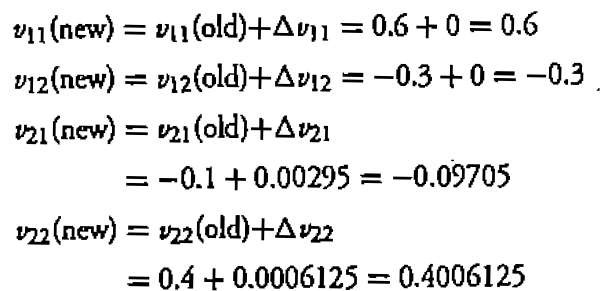 v₁₁(new) = v₁₁(old)+Δv₁₁ = 0.6 + 0 = 0.6
v₁₂(new) = v₁₂(old)+Δv₁₂ = −0.3 + 0 = −0.3 .
v₂₁(new) = v₂₁(old)+Δv₂₁
= −0.1 + 0.00295 = −0.09705
v₂₂(new) = v₂₂(old)+Δv₂₂
= 0.4 + 0.0006125 = 0.4006125